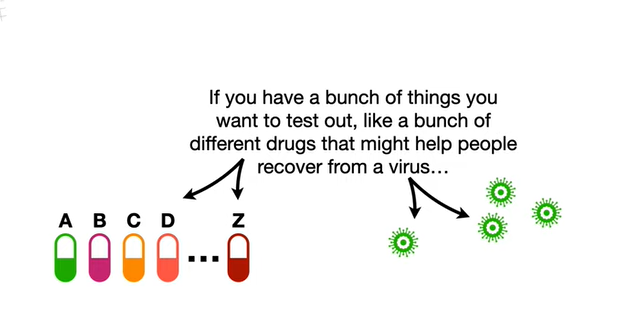 If you have a bunch of things you
want to test out, like a bunch of
different drugs that might help people
recover from a virus…
A B C D ... Z